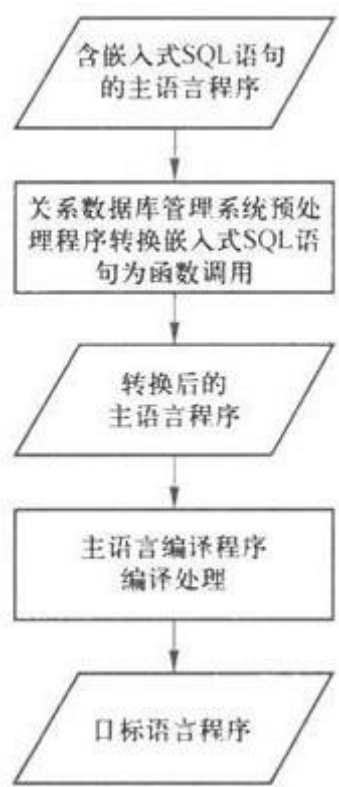 含嵌入式SQL语句
的主语言程序
关系数据库管理系统预处
理程序转换嵌入式SQL语
句为函数调用
转换后的
主语言程序
主语言编译程序
编译处理
目标语言程序